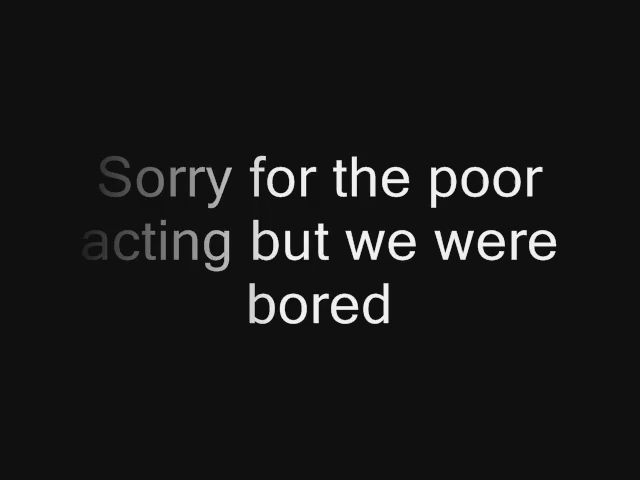 Sorry for the poor
acting but we were
bored